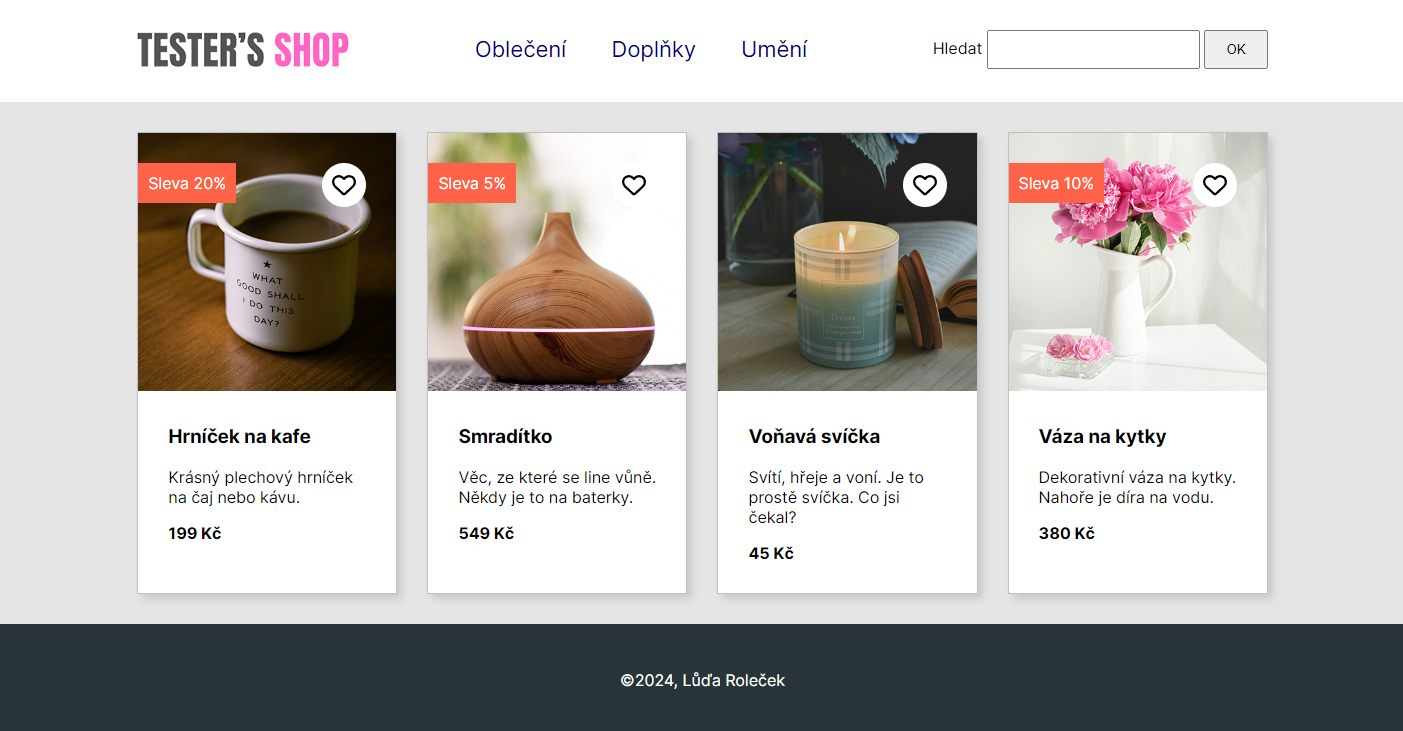 TESTER'S SHOP
Oblečení Doplňky Umění
Hledat OK
Sleva 20%
WHAT
GOOD SHALL
I DO THIS
DAY?
Hrníček na kafe
Krásný plechový hrníček
na čaj nebo kávu.
199 Kč
Sleva 5%
Smradítko
Věc, ze které se line vůně.
Někdy je to na baterky.
549 Kč
Voňavá svíčka
Svítí, hřeje a voní. Je to
prostě svíčka. Co jsi
čekal?
45 Kč
Sleva 10%
Váza na kytky
Dekorativní váza na kytky.
Nahoře je díra na vodu.
380 Kč
©2024, Lůďa Roleček